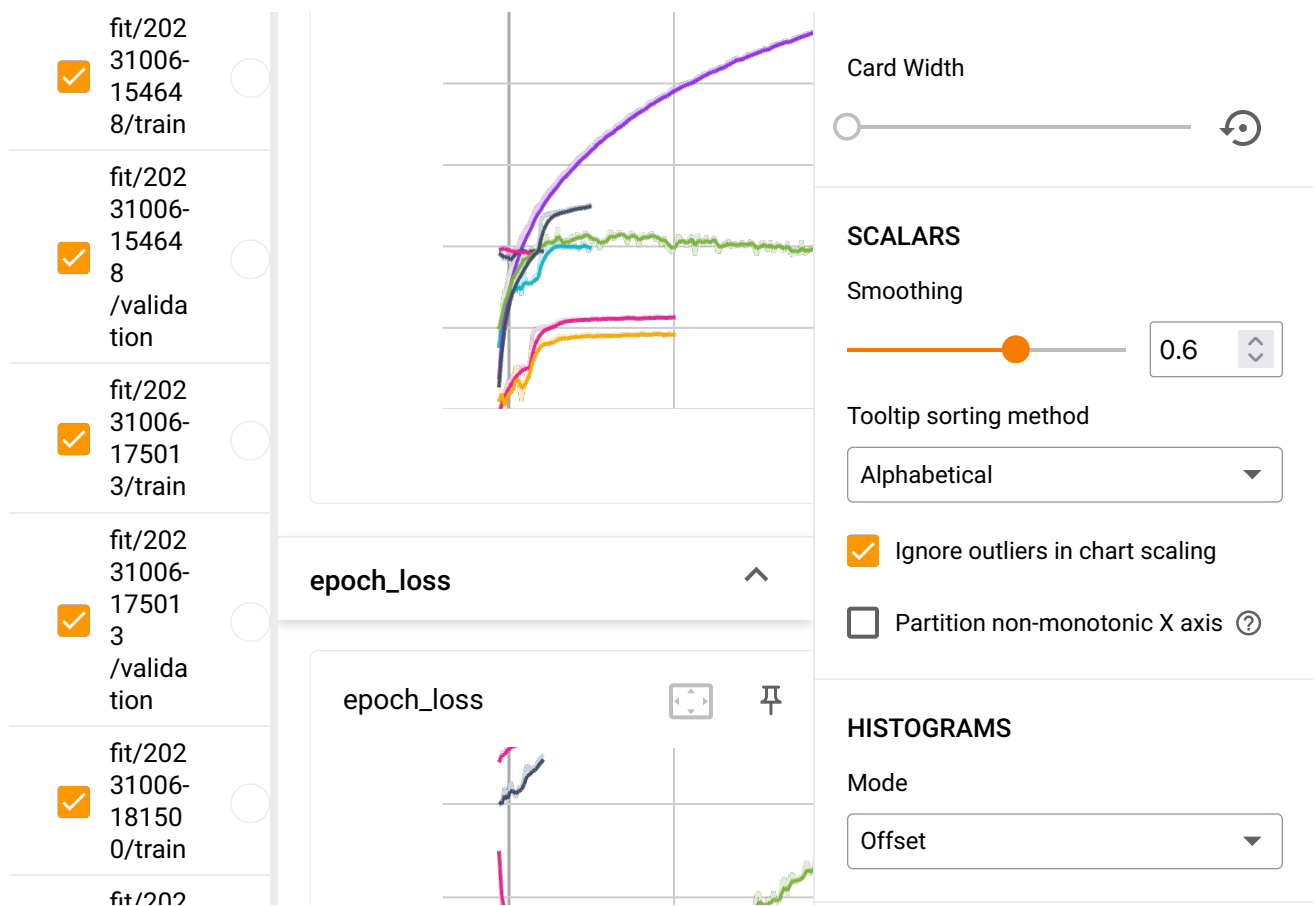 fit/202
31006-
15464
8/train
fit/202
31006-
15464
8
/valida
tion
fit/202
31006-
17501
3/train
fit/202
31006-
17501
3
/valida
tion
fit/202
31006-
18150
0/train
fit/202
epoch_loss
epoch_loss
Card Width
SCALARS
Smoothing
0.6
Tooltip sorting method
Alphabetical
Ignore outliers in chart scaling
Partition non-monotonic X axis ?
HISTOGRAMS
Mode
Offset